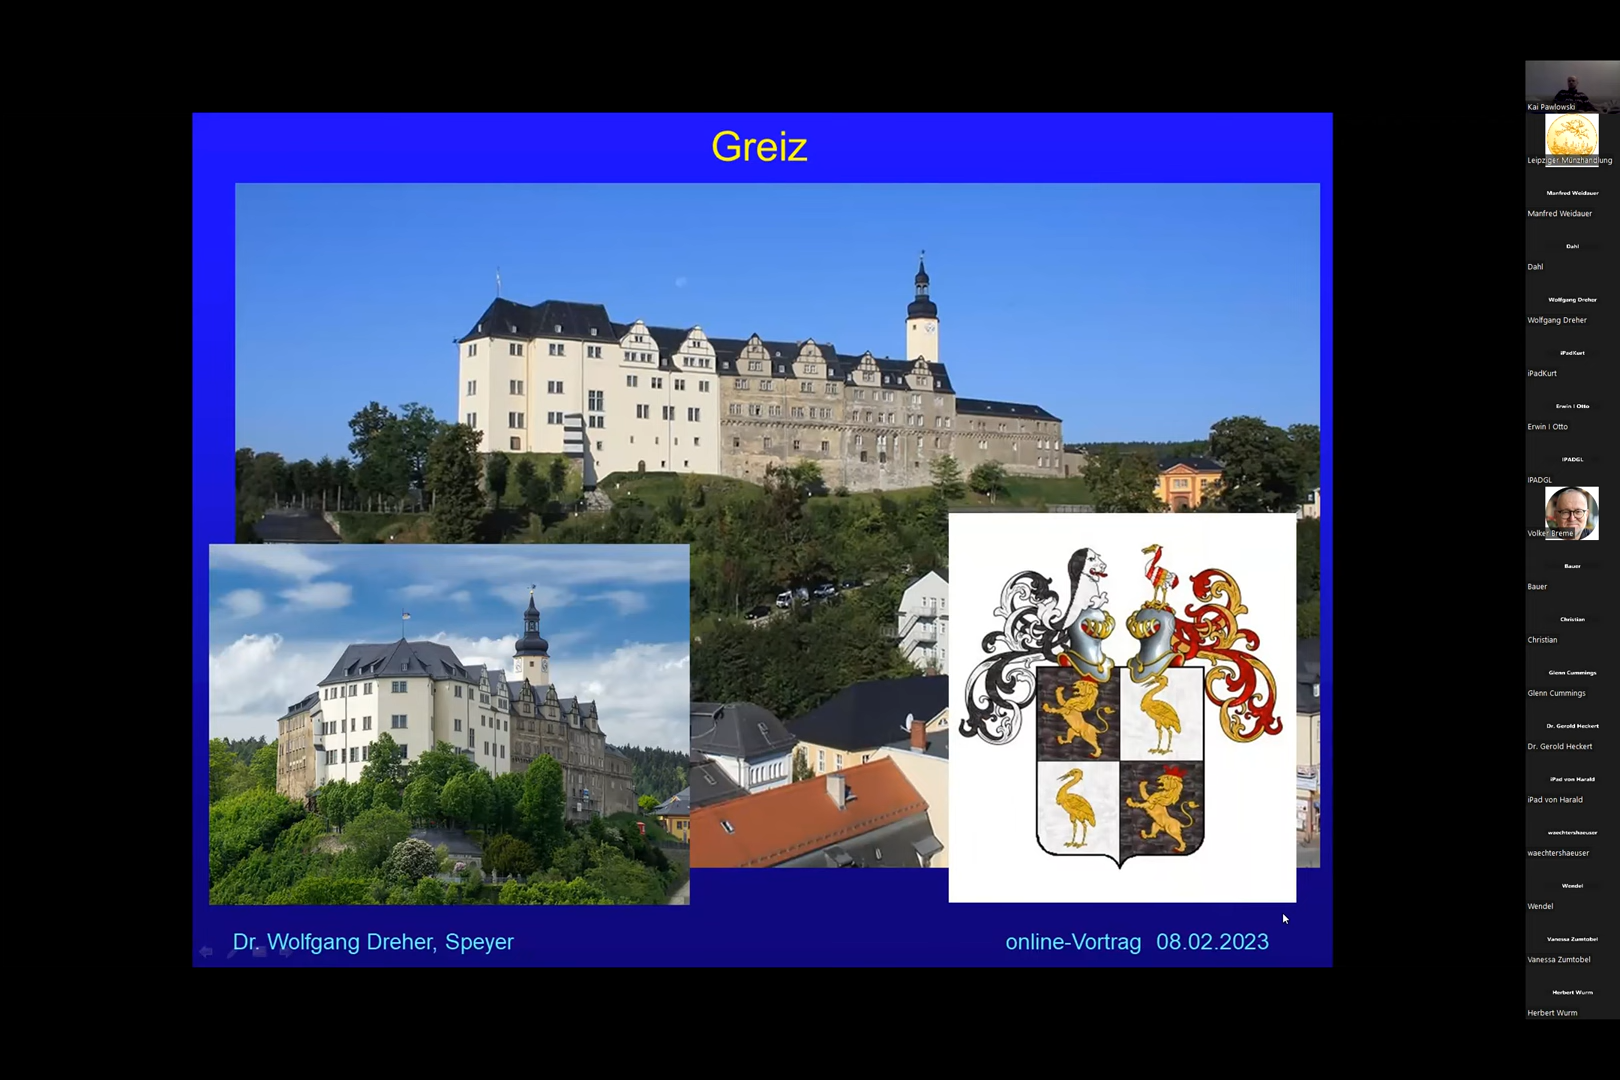 Greiz
Dr. Wolfgang Dreher, Speyer
online-Vortrag 08.02.2023
Kai Pawlowski
Leipziger Münzhandlung
Manfred Weidauer
Manfred Weidauer
Dahl
Dahl
Wolfgang Dreher
Wolfgang Dreher
iPadKurt
iPadKurt
Erwin I Otto
Erwin I Otto
IPADGL
IPADGL
Volker Breme
Bauer
Bauer
Christian
Christian
Glenn Cummings
Glenn Cummings
Dr. Gerold Heckert
Dr. Gerold Heckert
iPad von Harald
iPad von Harald
waechtershaeuser
waechtershaeuser
Wendel
Wendel
Vanessa Zumtobel
Vanessa Zumtobel
Herbert Wurm
Herbert Wurm